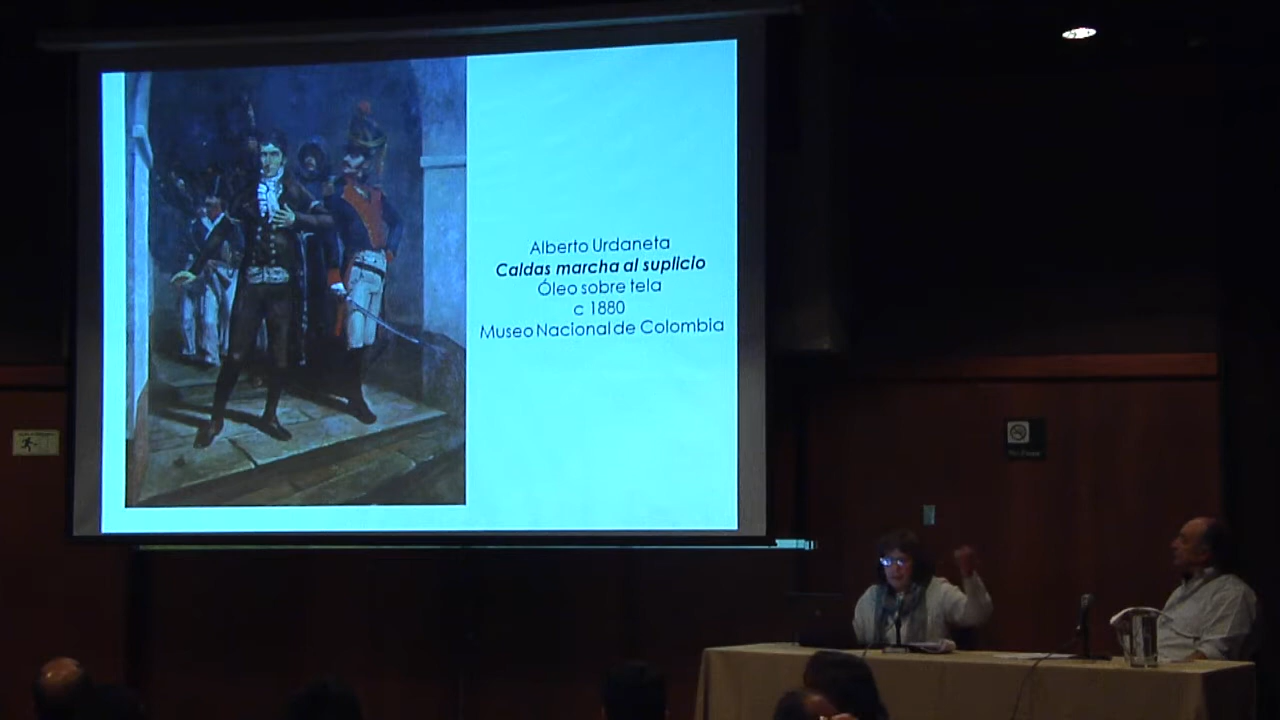 Alberto Urdaneta
Caldas marcha al suplicio
Óleo sobre tela
c 1880
Museo Nacional de Colombia